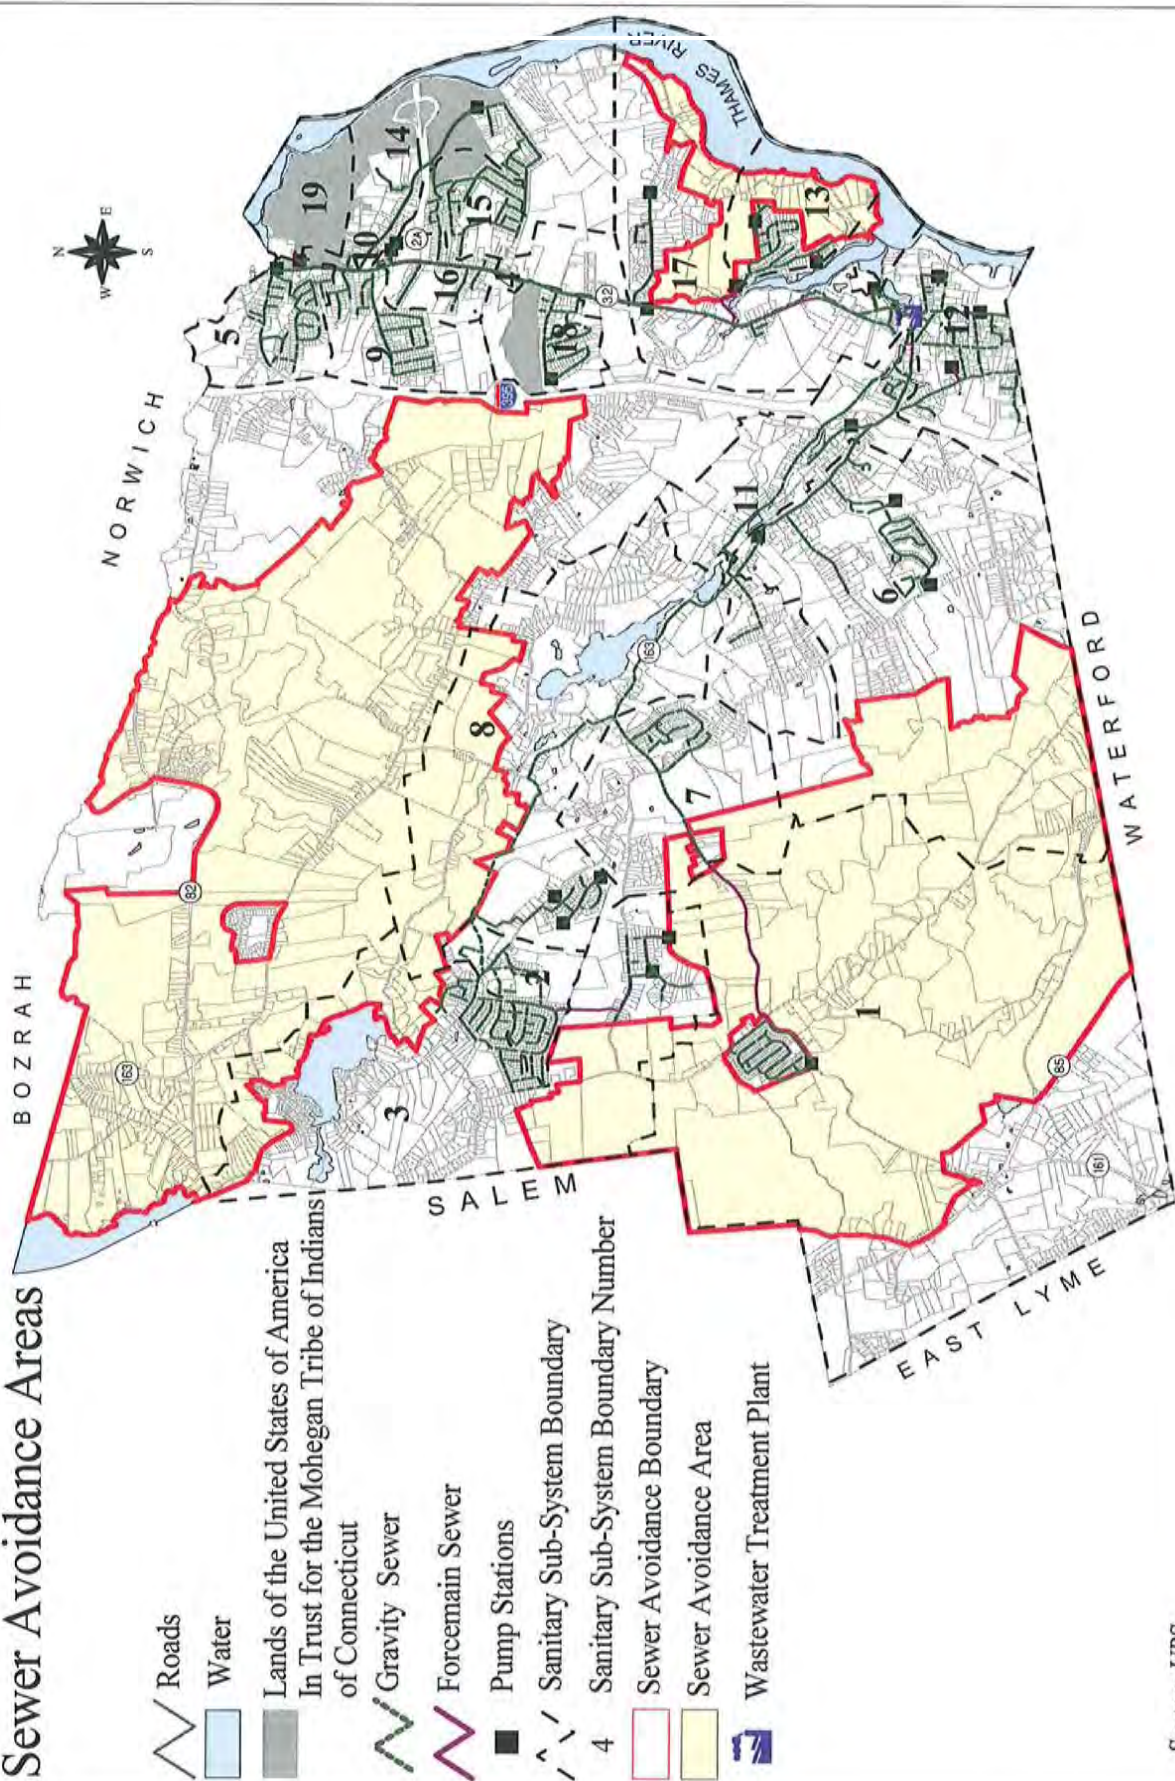 Sewer Avoidance Areas
Roads
Water
Lands of the United States of America
In Trust for the Mohegan Tribe of Indians
of Connecticut
Gravity Sewer
Forcemain Sewer
Pump Stations
Sanitary Sub-System Boundary
4
Sanitary Sub-System Boundary Number
Sewer Avoidance Boundary
Sewer Avoidance Area
Wastewater Treatment Plant
BOZRAH
NORWICH
SALEM
EAST LYME
WATERFORD
THAMES RIVER
N
E
S
W
163
82
395
2A
32
163
85
161
1
2
3
5
6
7
8
9
10
11
12
13
14
15
16
17
18
19